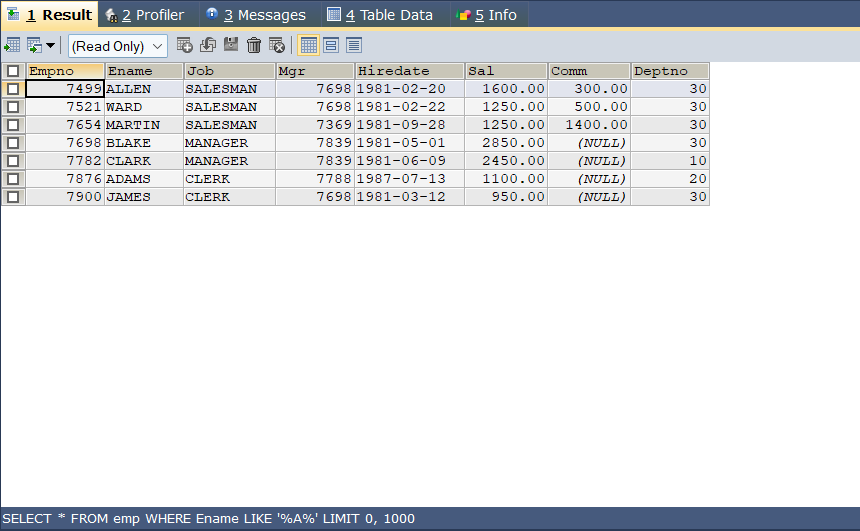 1 Result 2 Profiler 3 Messages 4 Table Data 5 Info
(Read Only)
Empno Ename Job Mgr Hiredate Sal Comm Deptno
7499 ALLEN SALESMAN 7698 1981-02-20 1600.00 300.00 30
7521 WARD SALESMAN 7698 1981-02-22 1250.00 500.00 30
7654 MARTIN SALESMAN 7369 1981-09-28 1250.00 1400.00 30
7698 BLAKE MANAGER 7839 1981-05-01 2850.00 (NULL) 30
7782 CLARK MANAGER 7839 1981-06-09 2450.00 (NULL) 10
7876 ADAMS CLERK 7788 1987-07-13 1100.00 (NULL) 20
7900 JAMES CLERK 7698 1981-03-12 950.00 (NULL) 30
SELECT * FROM emp WHERE Ename LIKE '%A%' LIMIT 0, 1000